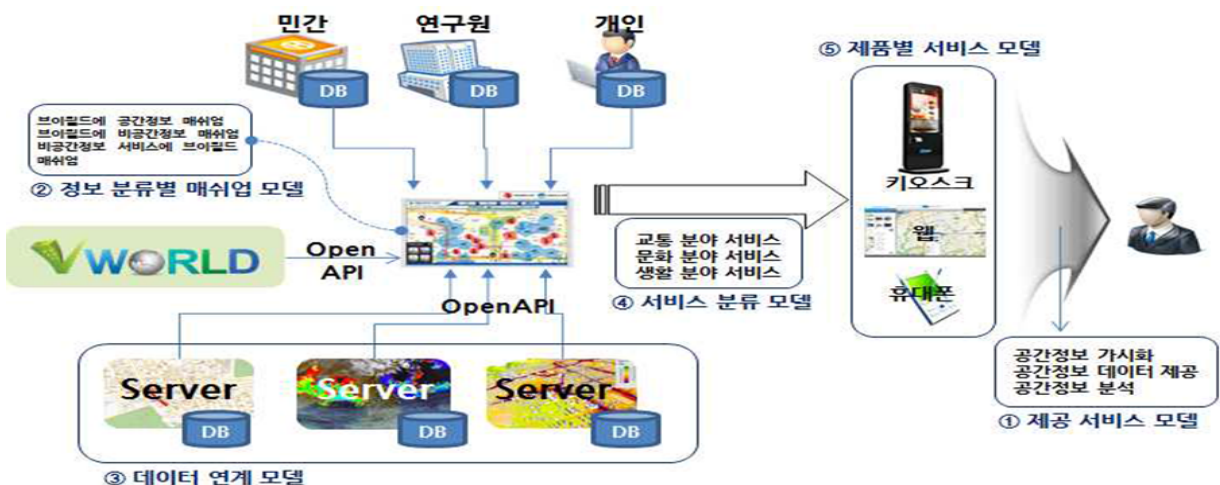 민간
연구원
개인
DB
DB
DB
브이월드에 공간정보 매쉬업
브이월드에 비공간정보 매쉬업
비공간정보 서비스에 브이월드
매쉬업
② 정보 분류별 매쉬업 모델
VWORLD
Open
API
OpenAPI
Server
DB
Server
DB
Server
DB
③ 데이터 연계 모델
교통 분야 서비스
문화 분야 서비스
생활 분야 서비스
④ 서비스 분류 모델
⑤ 제품별 서비스 모델
키오스크
웹
휴대폰
공간정보 가시화
공간정보 데이터 제공
공간정보 분석
① 제공 서비스 모델